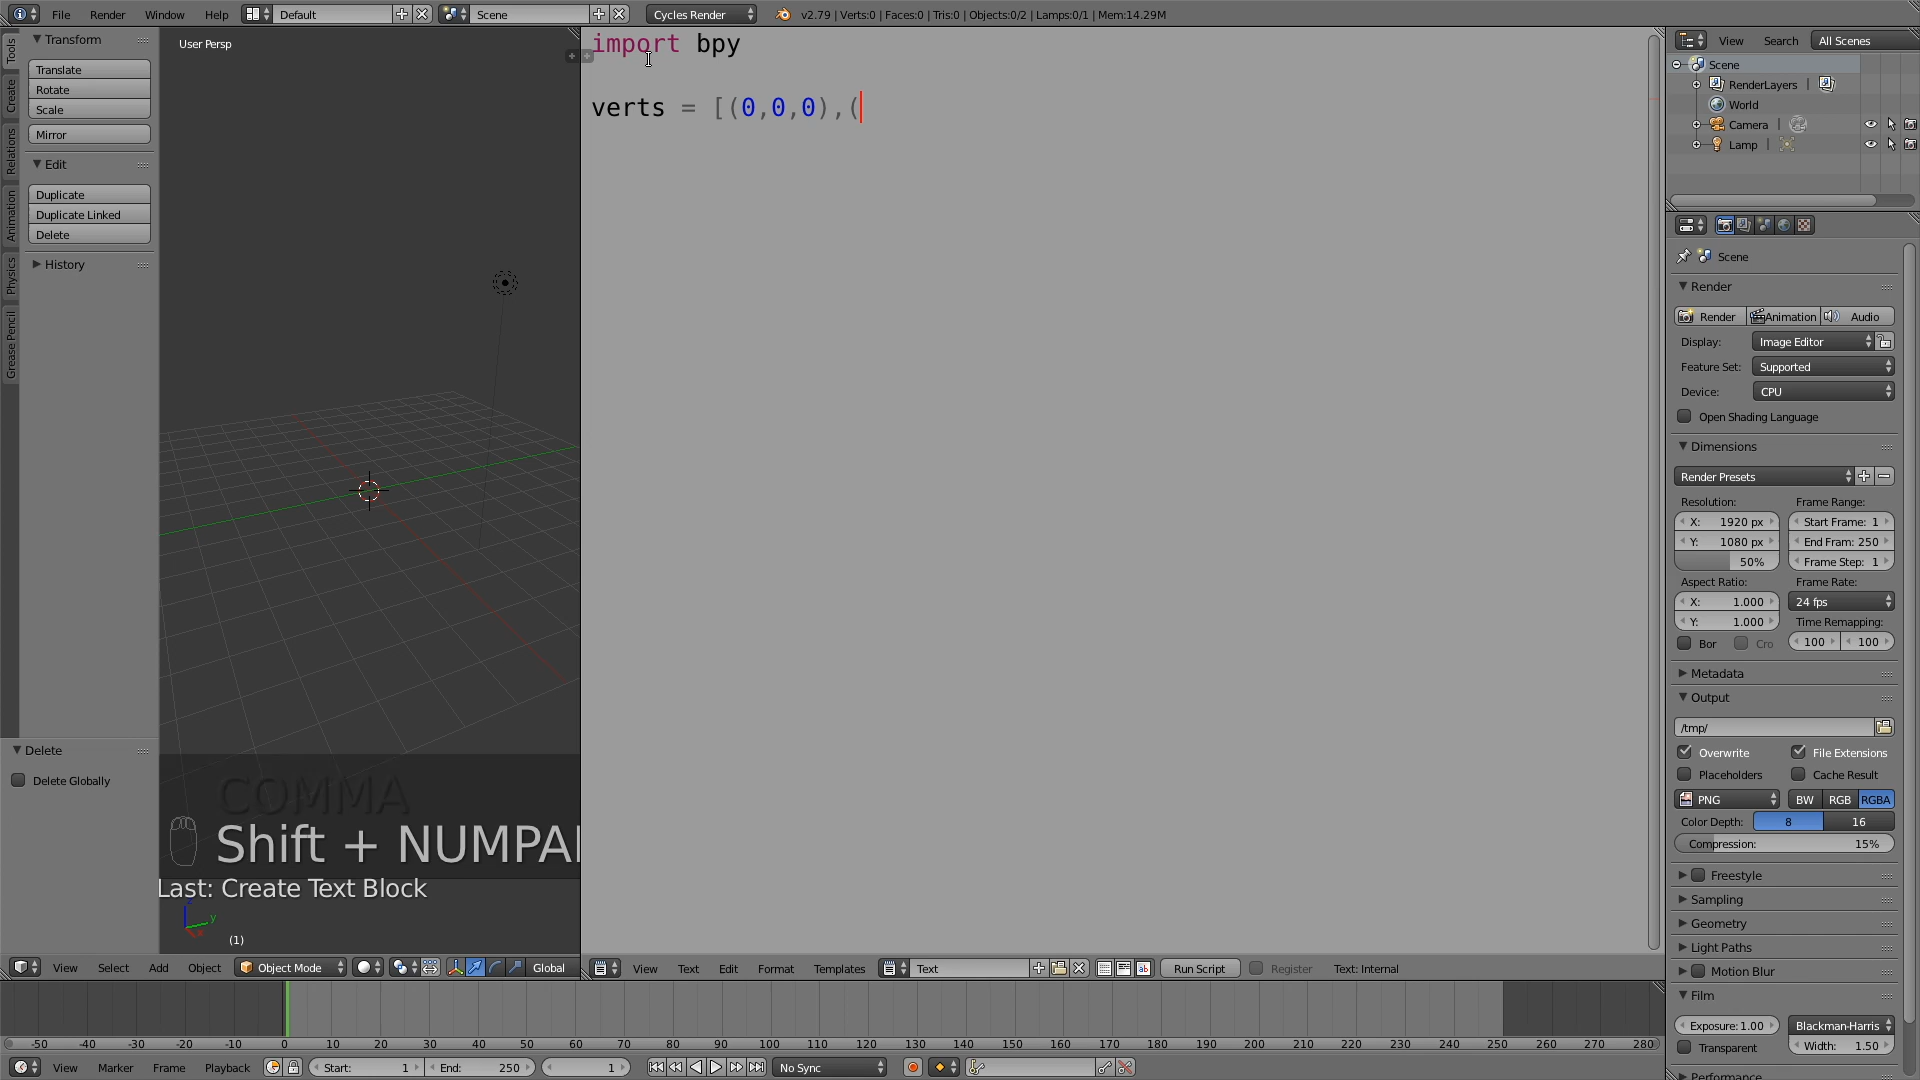 File Render Window Help Default Scene Cycles Render v2.79 | Verts:0 | Faces:0 | Tris:0 | Objects:0/2 | Lamps:0/1 | Mem:14.29M
Tools
Create
Relations
Animation
Physics
Grease Pencil
Transform
Translate
Rotate
Scale
Mirror
Edit
Duplicate
Duplicate Linked
Delete
History
Delete
Delete Globally
User Persp
COMMA
Shift + NUMPA
Last: Create Text Block
z
y
x
(1)
View Select Add Object Object Mode Global
import bpy
verts = [(0,0,0),(
View Text Edit Format Templates Text Run Script Register Text: Internal
View Search All Scenes
Scene
RenderLayers |
World
Camera |
Lamp |
Scene
Render
Render Animation Audio
Display: Image Editor
Feature Set: Supported
Device: CPU
Open Shading Language
Dimensions
Render Presets
Resolution: Frame Range:
X: 1920 px Start Frame: 1
Y: 1080 px End Fram: 250
50% Frame Step: 1
Aspect Ratio: Frame Rate:
X: 1.000 24 fps
Y: 1.000 Time Remapping:
Bor Cro 100 100
Metadata
Output
/tmp/
Overwrite File Extensions
Placeholders Cache Result
PNG BW RGB RGBA
Color Depth: 8 16
Compression: 15%
Freestyle
Sampling
Geometry
Light Paths
Motion Blur
Film
Exposure: 1.00 Blackman-Harris
Transparent Width: 1.50
Performance
-50 -40 -30 -20 -10 0 10 20 30 40 50 60 70 80 90 100 110 120 130 140 150 160 170 180 190 200 210 220 230 240 250 260 270 280
View Marker Frame Playback Start: 1 End: 250 1 No Sync